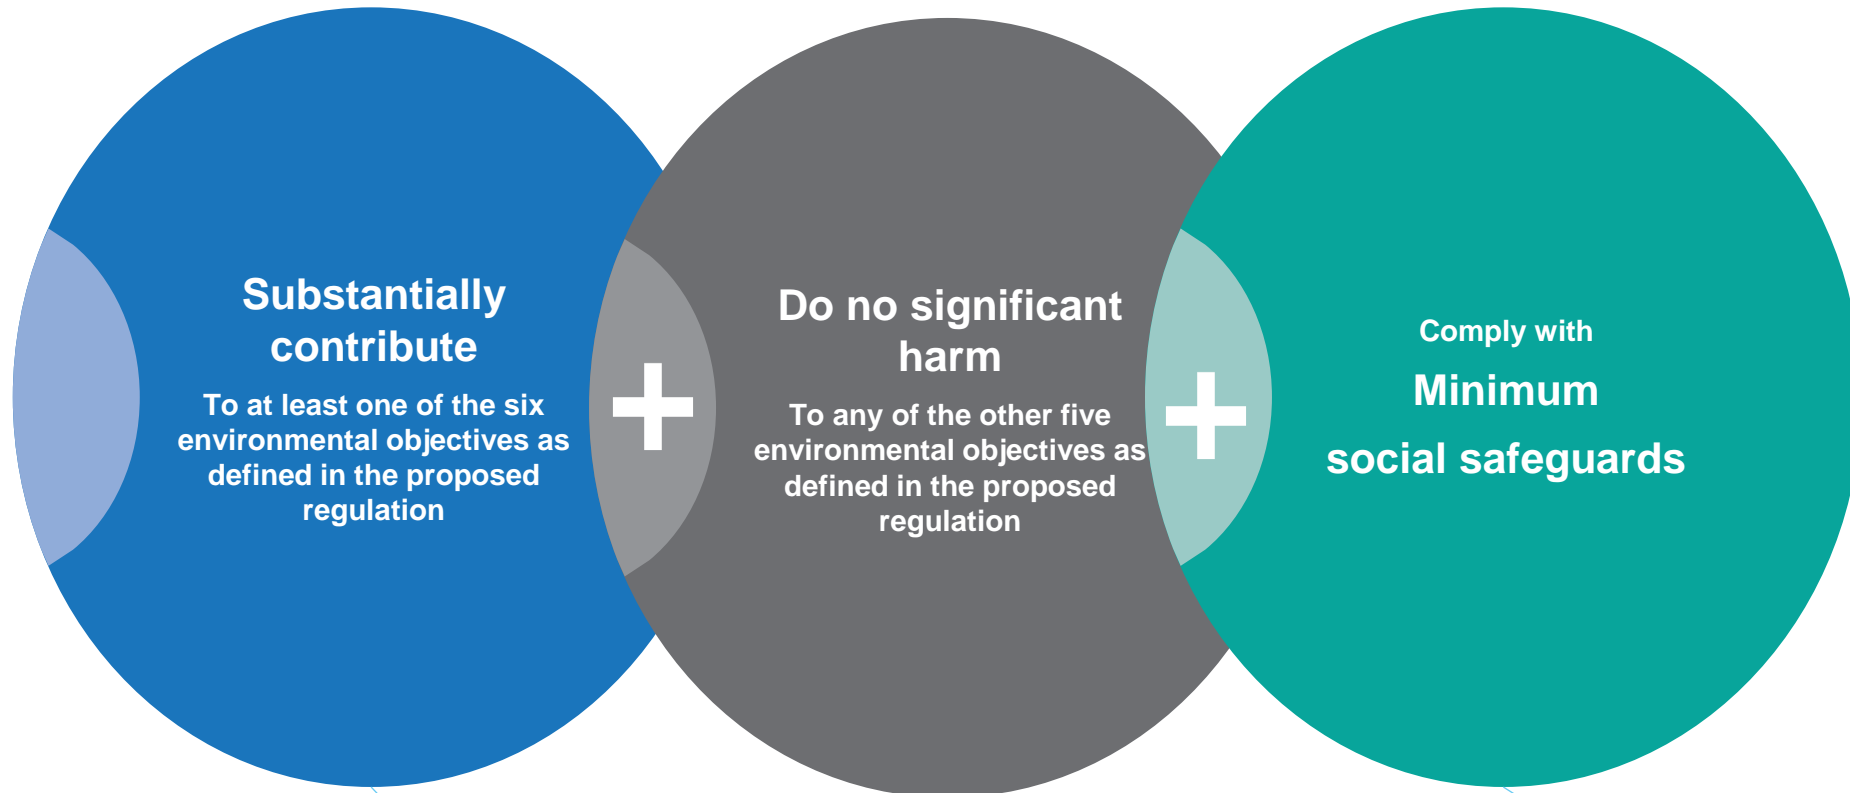 Substantially
contribute
To at least one of the six
environmental objectives as
defined in the proposed
regulation
+
Do no significant
harm
To any of the other five
environmental objectives as
defined in the proposed
regulation
+
Comply with
Minimum
social safeguards